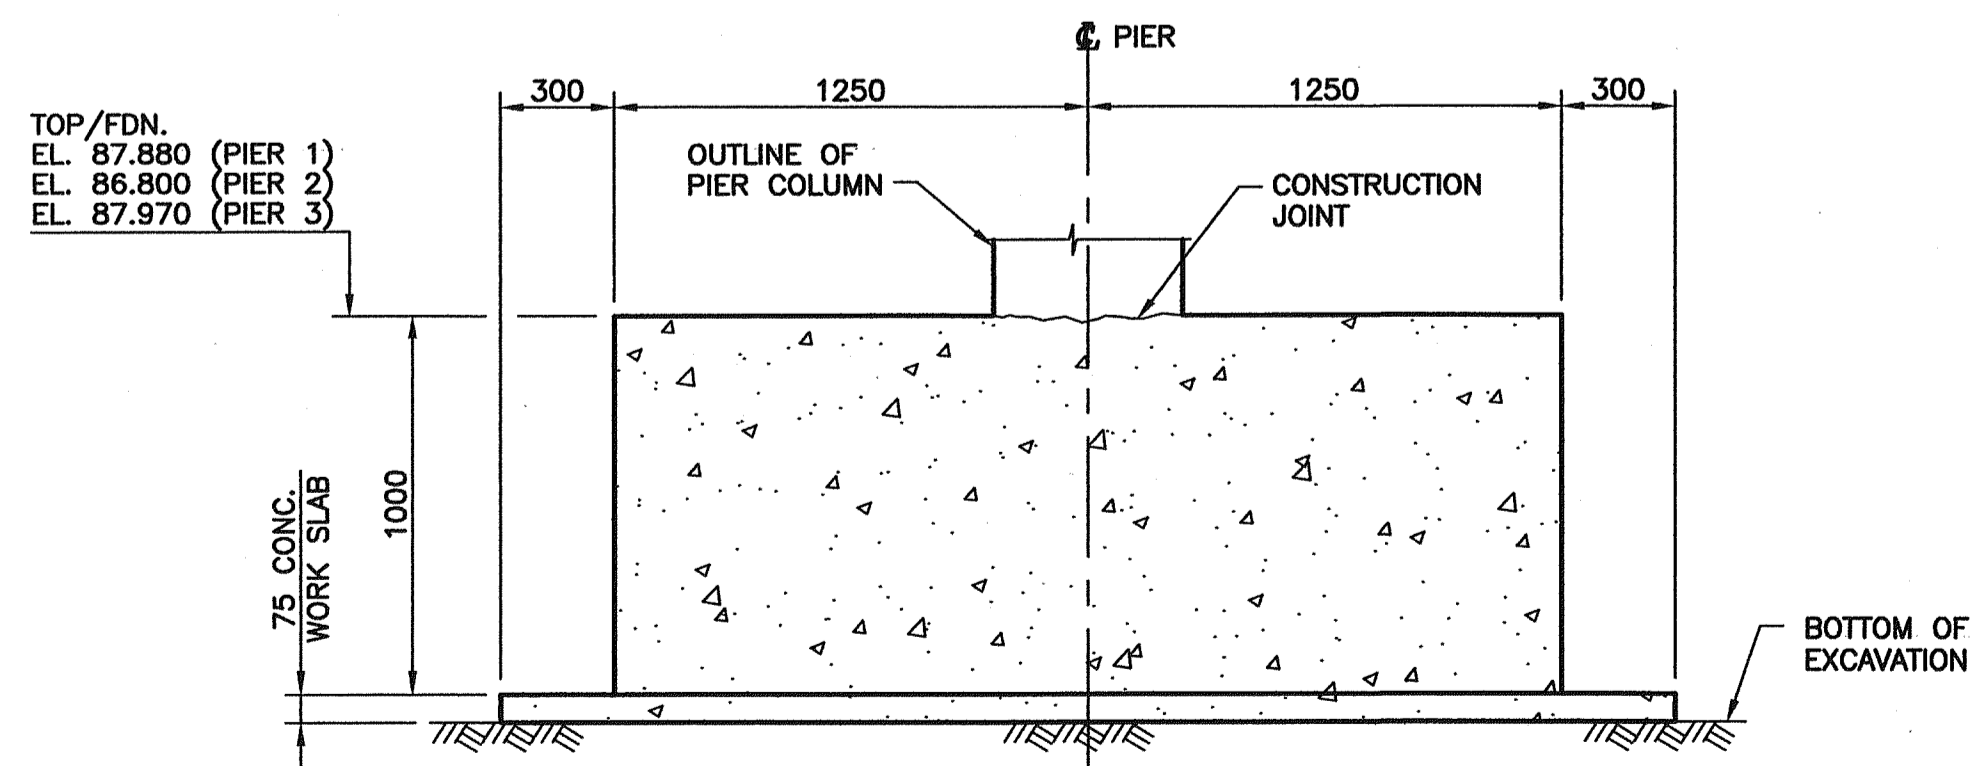 ℄ PIER
300
1250
1250
300
TOP/FDN.
EL. 87.880 (PIER 1)
EL. 86.800 (PIER 2)
EL. 87.970 (PIER 3)
OUTLINE OF
PIER COLUMN
CONSTRUCTION
JOINT
75 CONC.
WORK SLAB
1000
BOTTOM OF
EXCAVATION